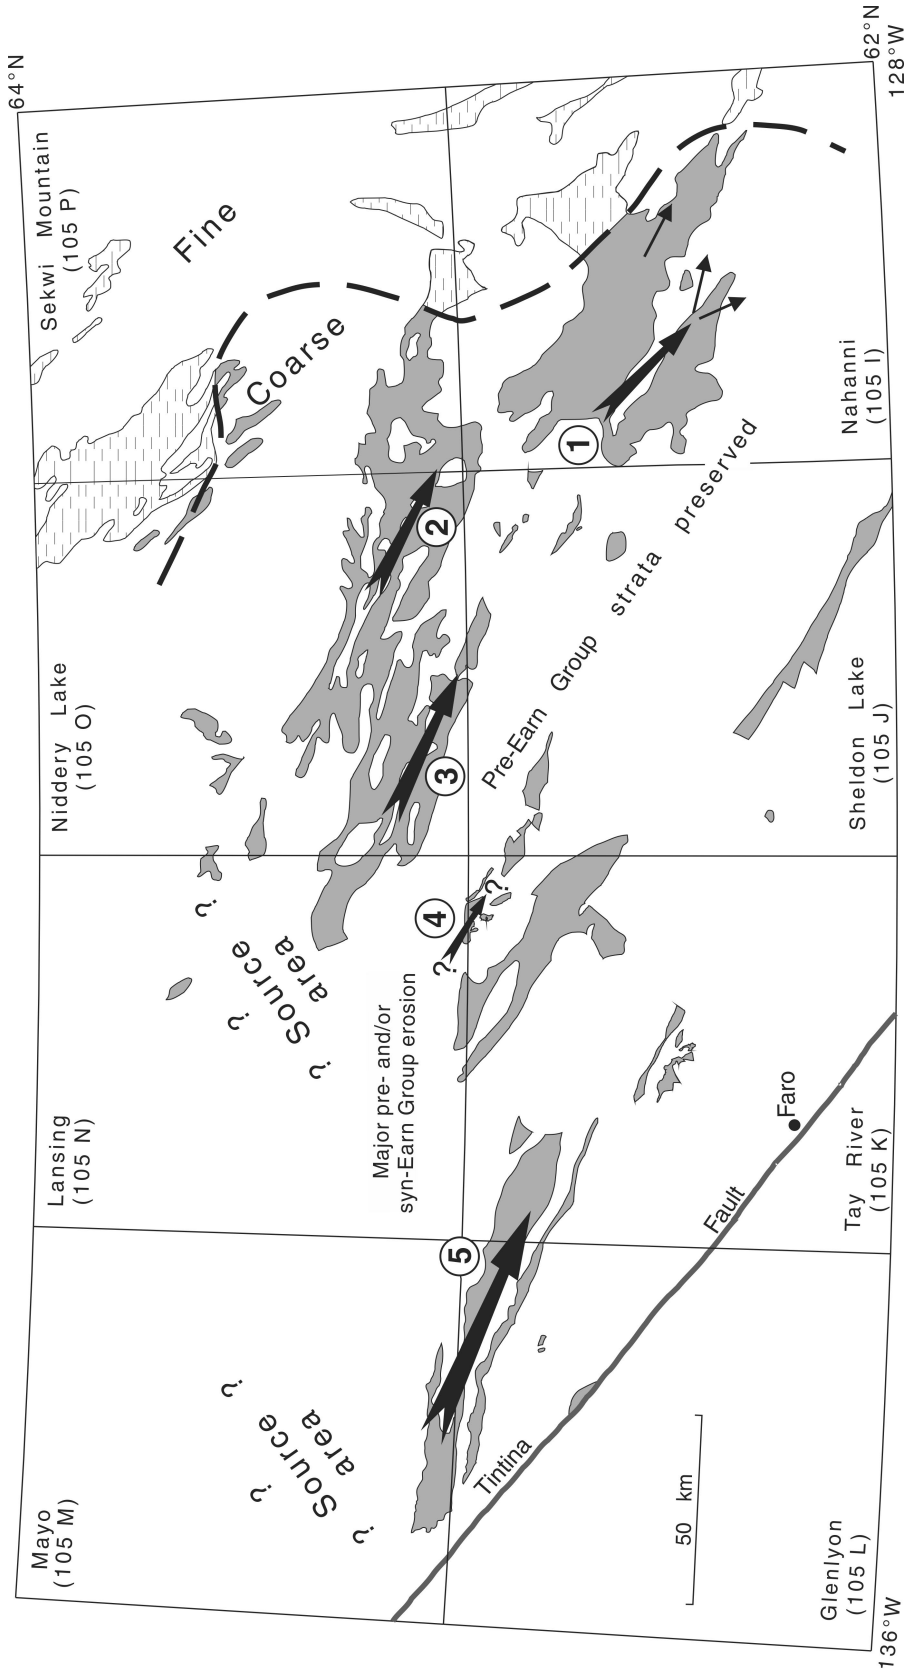 64°N
62°N
128°W
136°W
Mayo
(105 M)
Lansing
(105 N)
Niddery Lake
(105 O)
Sekwi Mountain
(105 P)
Glenlyon
(105 L)
Tay River
(105 K)
Sheldon Lake
(105 J)
Nahanni
(105 I)
? ? ?
Source
area
? ? ?
Source
area
Fine
Coarse
Major pre- and/or
syn-Earn Group erosion
Pre-Earn Group strata preserved
1
2
3
4
? ?
5
Tintina Fault
Faro
50 km